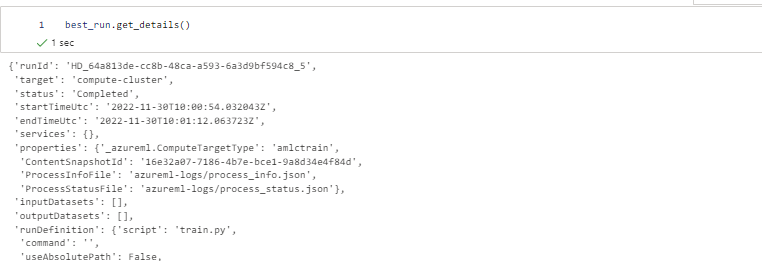 1 best_run.get_details()
1 sec
{'runId': 'HD_64a813de-cc8b-48ca-a593-6a3d9bf594c8_5',
'target': 'compute-cluster',
'status': 'Completed',
'startTimeUtc': '2022-11-30T10:00:54.032043Z',
'endTimeUtc': '2022-11-30T10:01:12.063723Z',
'services': {},
'properties': {'_azureml.ComputeTargetType': 'amlctrain',
'ContentSnapshotId': '16e32a07-7186-4b7e-bce1-9a8d34e4f84d',
'ProcessInfoFile': 'azureml-logs/process_info.json',
'ProcessStatusFile': 'azureml-logs/process_status.json'},
'inputDatasets': [],
'outputDatasets': [],
'runDefinition': {'script': 'train.py',
'command': '',
'useAbsolutePath': False,